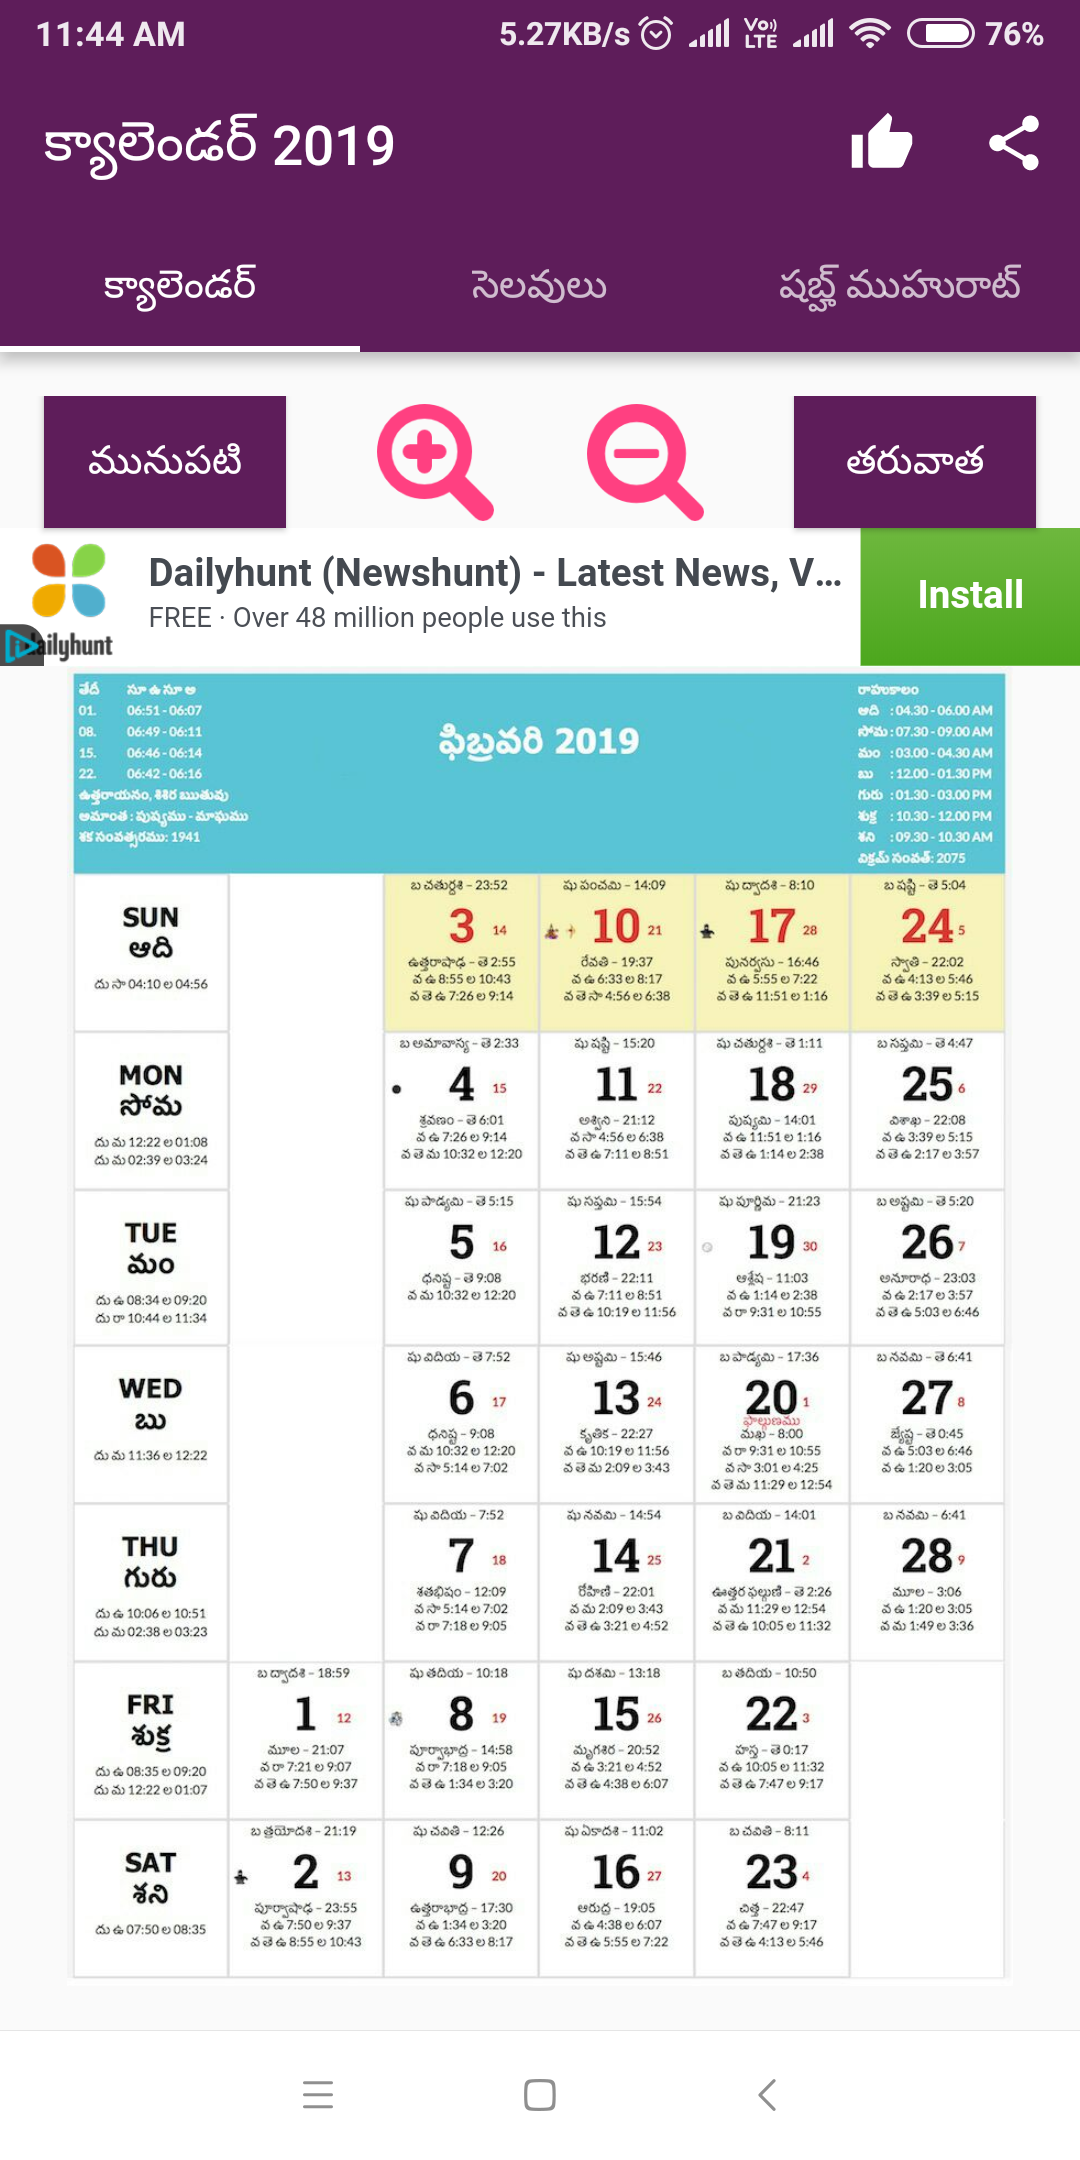 11:44 AM
5.27KB/s
VoLTE
76%
క్యాలెండర్ 2019
క్యాలెండర్
సెలవులు
షబ్హ్ ముహురాట్
మునుపటి
తరువాత
Dailyhunt (Newshunt) - Latest News, V...
FREE · Over 48 million people use this
Install
dailyhunt
తేదీ సూ ఉ సూ అ
01. 06:51 - 06:07
08. 06:49 - 06:11
15. 06:46 - 06:14
22. 06:42 - 06:16
ఉత్తరాయనం, శిశిర ఋతువు
అమాంత : పుష్యము - మాఘము
శక సంవత్సరము: 1941
ఫిబ్రవరి 2019
రాహుకాలం
ఆది : 04.30 - 06.00 AM
సోమ : 07.30 - 09.00 AM
మం : 03.00 - 04.30 AM
బు : 12.00 - 01.30 PM
గురు : 01.30 - 03.00 PM
శుక్ర : 10.30 - 12.00 PM
శని : 09.30 - 10.30 AM
విక్రమ్ సంవత్: 2075
SUN
ఆది
దు సా 04:10 ల 04:56
బ చతుర్దశి - 23:52
3 14
ఉత్తరాషాఢ - తె 2:55
వ ఉ 8:55 ల 10:43
వ తె ఉ 7:26 ల 9:14
షు పంచమి - 14:09
10 21
రేవతి - 19:37
వ ఉ 6:33 ల 8:17
వ తె సా 4:56 ల 6:38
షు ద్వాదశి - 8:10
17 28
పునర్వసు - 16:46
వ ఉ 5:55 ల 7:22
వ తె ఉ 11:51 ల 1:16
బ షష్టి - తె 5:04
24 5
స్వాతి - 22:02
వ ఉ 4:13 ల 5:46
వ తె ఉ 3:39 ల 5:15
MON
సోమ
దు మ 12:22 ల 01:08
దు మ 02:39 ల 03:24
బ అమావాస్య - తె 2:33
4 15
శ్రవణం - తె 6:01
వ ఉ 7:26 ల 9:14
వ తె మ 10:32 ల 12:20
షు షష్టి - 15:20
11 22
అశ్విని - 21:12
వ సా 4:56 ల 6:38
వ తె ఉ 7:11 ల 8:51
షు చతుర్దశి - తె 1:11
18 29
పుష్యమి - 14:01
వ ఉ 11:51 ల 1:16
వ తె ఉ 1:14 ల 2:38
బ సప్తమి - తె 4:47
25 6
విశాఖ - 22:08
వ ఉ 3:39 ల 5:15
వ తె ఉ 2:17 ల 3:57
TUE
మం
దు ఉ 08:34 ల 09:20
దు రా 10:44 ల 11:34
షు పాడ్యమి - తె 5:15
5 16
ధనిష్ట - తె 9:08
వ మ 10:32 ల 12:20
షు సప్తమి - 15:54
12 23
భరణి - 22:11
వ ఉ 7:11 ల 8:51
వ తె ఉ 10:19 ల 11:56
షు పూర్ణిమ - 21:23
19 30
ఆశ్లేష - 11:03
వ ఉ 1:14 ల 2:38
వ రా 9:31 ల 10:55
బ అష్టమి - తె 5:20
26 7
అనూరాధ - 23:03
వ ఉ 2:17 ల 3:57
వ తె ఉ 5:03 ల 6:46
WED
బు
దు మ 11:36 ల 12:22
షు విదియ - తె 7:52
6 17
ధనిష్ట - 9:08
వ మ 10:32 ల 12:20
వ సా 5:14 ల 7:02
షు అష్టమి - 15:46
13 24
కృతిక - 22:27
వ ఉ 10:19 ల 11:56
వ తె మ 2:09 ల 3:43
బ పాడ్యమి - 17:36
20 1
ఫాల్గుణము
మఖ - 8:00
వ రా 9:31 ల 10:55
వ సా 3:01 ల 4:25
వ తె మ 11:29 ల 12:54
బ నవమి - తె 6:41
27 8
జ్యేష్ట - తె 0:45
వ ఉ 5:03 ల 6:46
వ ఉ 1:20 ల 3:05
THU
గురు
దు ఉ 10:06 ల 10:51
దు మ 02:38 ల 03:23
షు విదియ - 7:52
7 18
శతభిషం - 12:09
వ సా 5:14 ల 7:02
వ రా 7:18 ల 9:05
షు నవమి - 14:54
14 25
రోహిణి - 22:01
వ మ 2:09 ల 3:43
వ తె ఉ 3:21 ల 4:52
బ విదియ - 14:01
21 2
ఊత్తర ఫల్గుణి - తె 2:26
వ మ 11:29 ల 12:54
వ తె ఉ 10:05 ల 11:32
బ నవమి - 6:41
28 9
మూల - 3:06
వ ఉ 1:20 ల 3:05
వ మ 1:49 ల 3:36
FRI
శుక్ర
దు ఉ 08:35 ల 09:20
దు మ 12:22 ల 01:07
బ ద్వాదశి - 18:59
1 12
మూల - 21:07
వ రా 7:21 ల 9:07
వ తె ఉ 7:50 ల 9:37
షు తదియ - 10:18
8 19
పూర్వాభాద్ర - 14:58
వ రా 7:18 ల 9:05
వ తె ఉ 1:34 ల 3:20
షు దశమి - 13:18
15 26
మృగశిర - 20:52
వ ఉ 3:21 ల 4:52
వ తె ఉ 4:38 ల 6:07
బ తదియ - 10:50
22 3
హస్త - తె 0:17
వ ఉ 10:05 ల 11:32
వ తె ఉ 7:47 ల 9:17
SAT
శని
దు ఉ 07:50 ల 08:35
బ త్రయోదశి - 21:19
2 13
పూర్వాషాఢ - 23:55
వ ఉ 7:50 ల 9:37
వ తె ఉ 8:55 ల 10:43
షు చవితి - 12:26
9 20
ఉత్తరాభాద్ర - 17:30
వ ఉ 1:34 ల 3:20
వ తె ఉ 6:33 ల 8:17
షు ఏకాదశి - 11:02
16 27
ఆరుద్ర - 19:05
వ ఉ 4:38 ల 6:07
వ తె ఉ 5:55 ల 7:22
బ చవితి - 8:11
23 4
చిత్త - 22:47
వ ఉ 7:47 ల 9:17
వ తె ఉ 4:13 ల 5:46